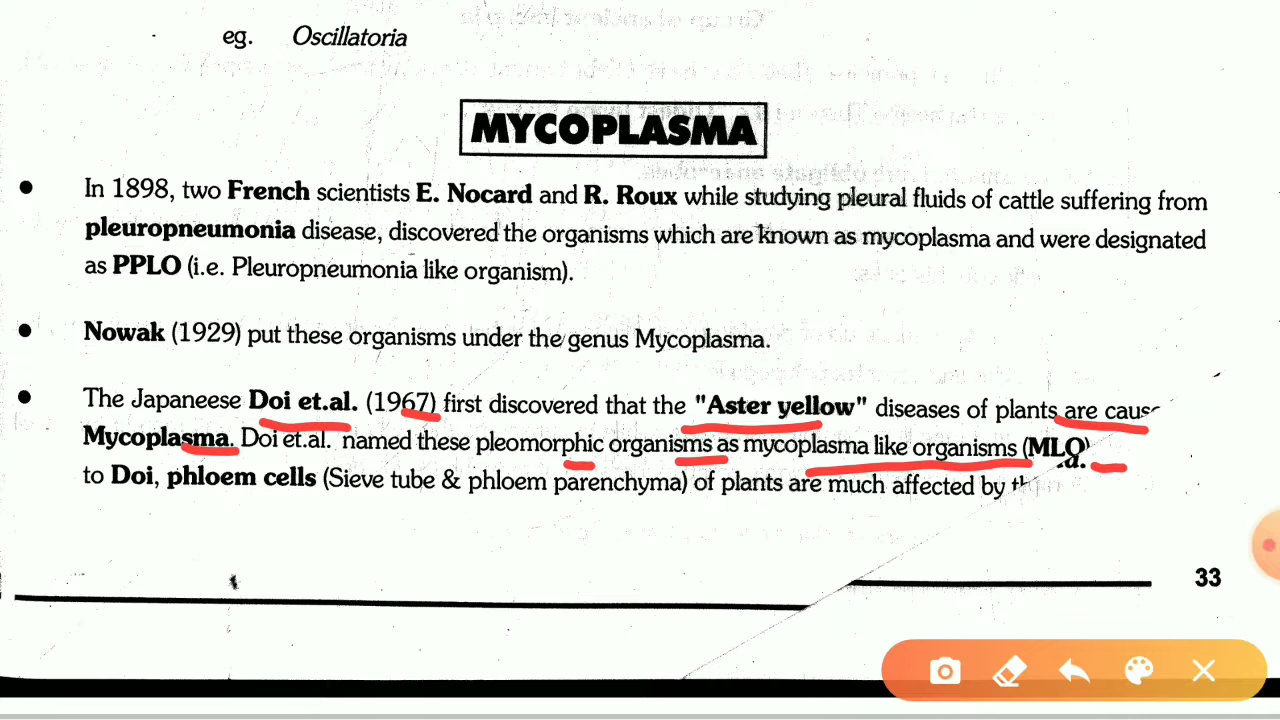 eg. Oscillatoria
MYCOPLASMA
In 1898, two French scientists E. Nocard and R. Roux while studying pleural fluids of cattle suffering from
pleuropneumonia disease, discovered the organisms which are known as mycoplasma and were designated
as PPLO (i.e. Pleuropneumonia like organism).
Nowak (1929) put these organisms under the genus Mycoplasma.
The Japaneese Doi et.al. (1967) first discovered that the "Aster yellow" diseases of plants are
Mycoplasma. Doi et.al. named these pleomorphic organisms as mycoplasma like organisms (MLO)
to Doi, phloem cells (Sieve tube & phloem parenchyma) of plants are much affected by
33